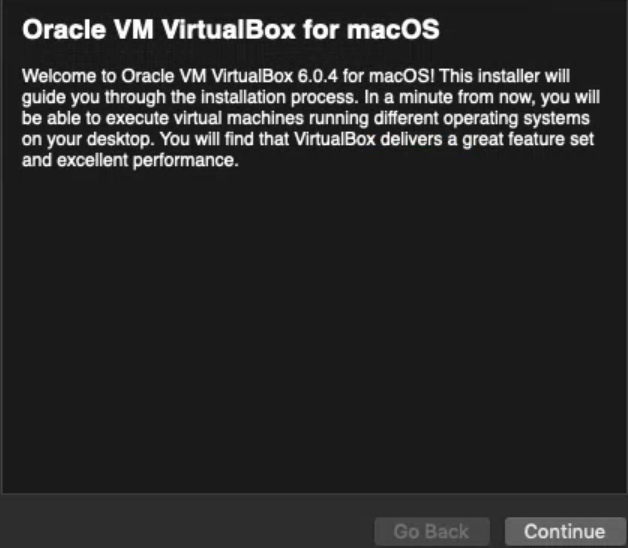 Oracle VM VirtualBox for macOS
Welcome to Oracle VM VirtualBox 6.0.4 for macOS! This installer will
guide you through the installation process. In a minute from now, you will
be able to execute virtual machines running different operating systems
on your desktop. You will find that VirtualBox delivers a great feature set
and excellent performance.
Go Back
Continue